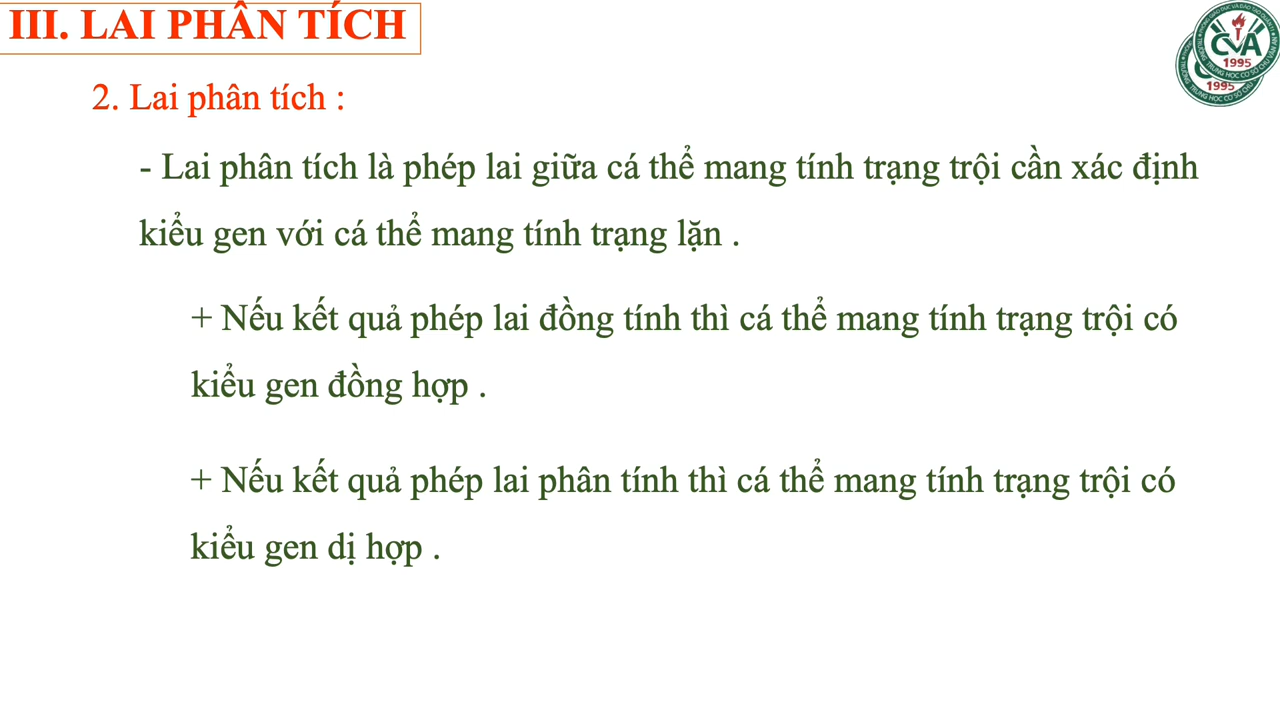 III. LAI PHÂN TÍCH
2. Lai phân tích :
- Lai phân tích là phép lai giữa cá thể mang tính trạng trội cần xác định
kiểu gen với cá thể mang tính trạng lặn .
+ Nếu kết quả phép lai đồng tính thì cá thể mang tính trạng trội có
kiểu gen đồng hợp .
+ Nếu kết quả phép lai phân tính thì cá thể mang tính trạng trội có
kiểu gen dị hợp .
CVA
1995
1995